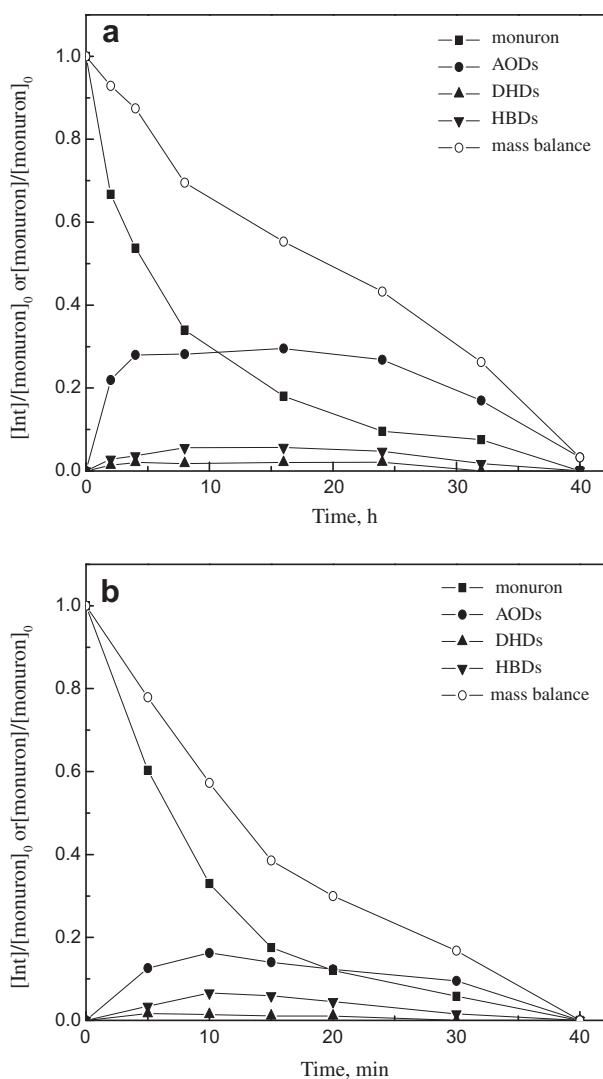 a
monuron
AODs
DHDs
HBDs
mass balance
1.0
0.8
0.6
0.4
0.2
0.0
[Int]/[monuron]₀ or[monuron]/[monuron]₀
0 10 20 30 40
Time, h
b
monuron
AODs
DHDs
HBDs
mass balance
1.0
0.8
0.6
0.4
0.2
0.0
[Int]/[monuron]₀ or[monuron]/[monuron]₀
0 10 20 30 40
Time, min